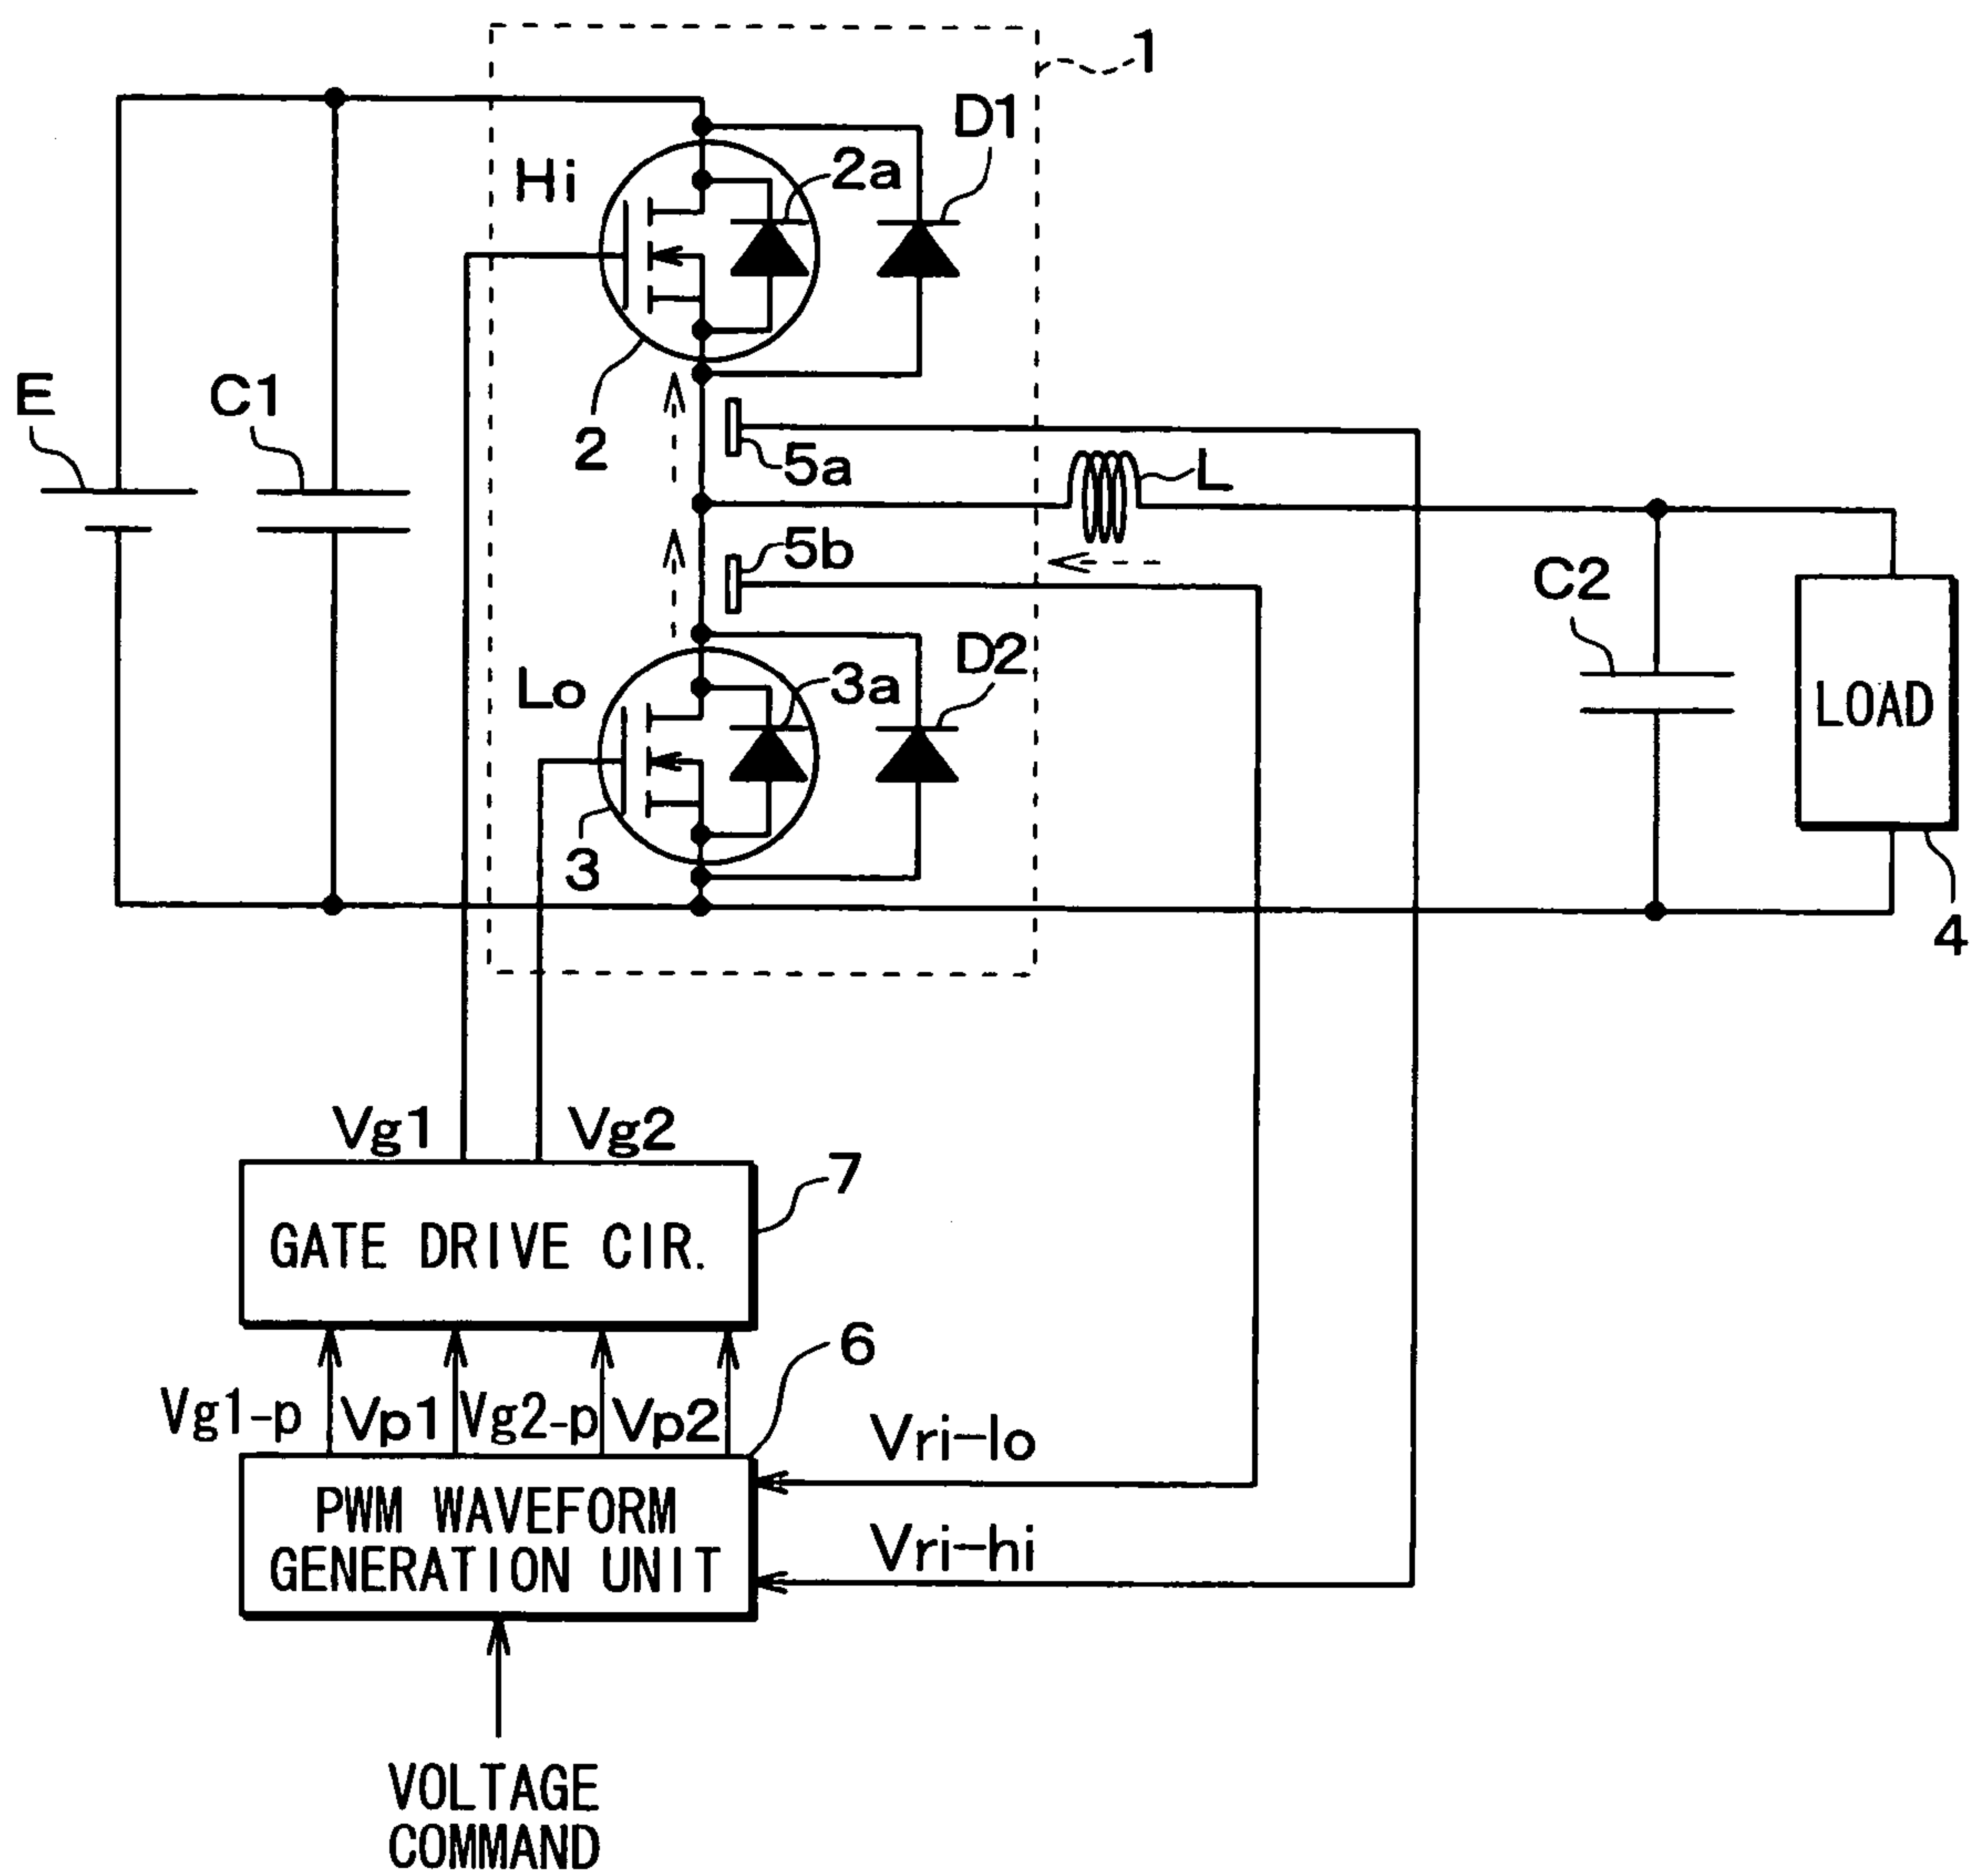 1
D1
Hi
2a
E
C1
2
5a
L
5b
C2
D2
Lo
3a
LOAD
3
4
Vg1
Vg2
7
GATE DRIVE CIR.
6
Vg1-p
Vp1
Vg2-p
Vp2
Vri-lo
PWM WAVEFORM
GENERATION UNIT
Vri-hi
VOLTAGE
COMMAND